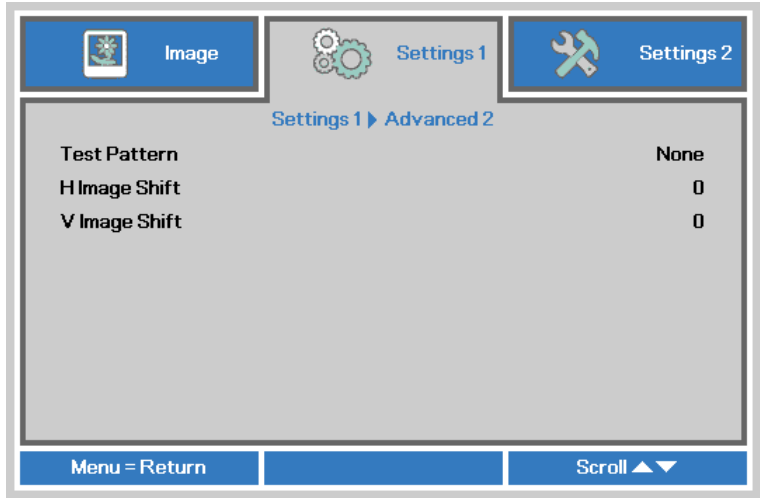 Image Settings 1 Settings 2
Settings 1 ▶ Advanced 2
Test Pattern None
H Image Shift 0
V Image Shift 0
Menu = Return Scroll ▲▼